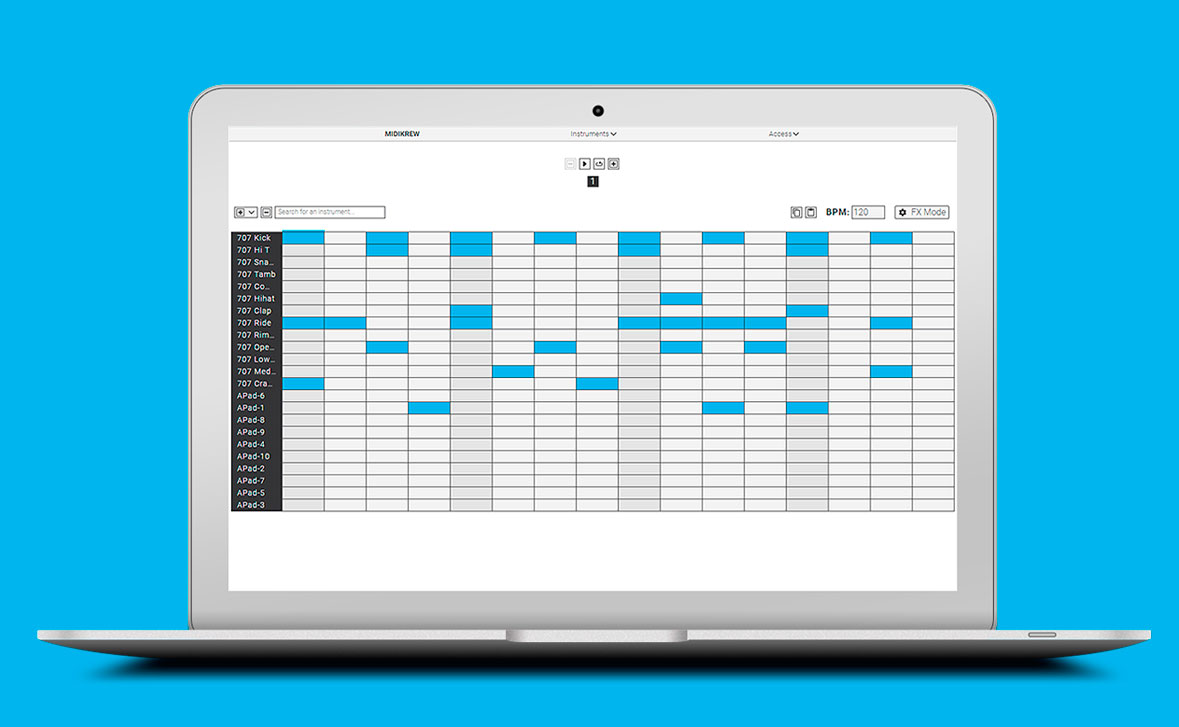 MIDIKREW Instruments Access
1
Search for an instrument... BPM: 120 FX Mode
707 Kick
707 Hi T
707 Sna...
707 Tamb
707 Co...
707 Hihat
707 Clap
707 Ride
707 Rim...
707 Ope...
707 Low...
707 Med...
707 Cra...
APad-6
APad-1
APad-8
APad-9
APad-4
APad-10
APad-2
APad-7
APad-5
APad-3